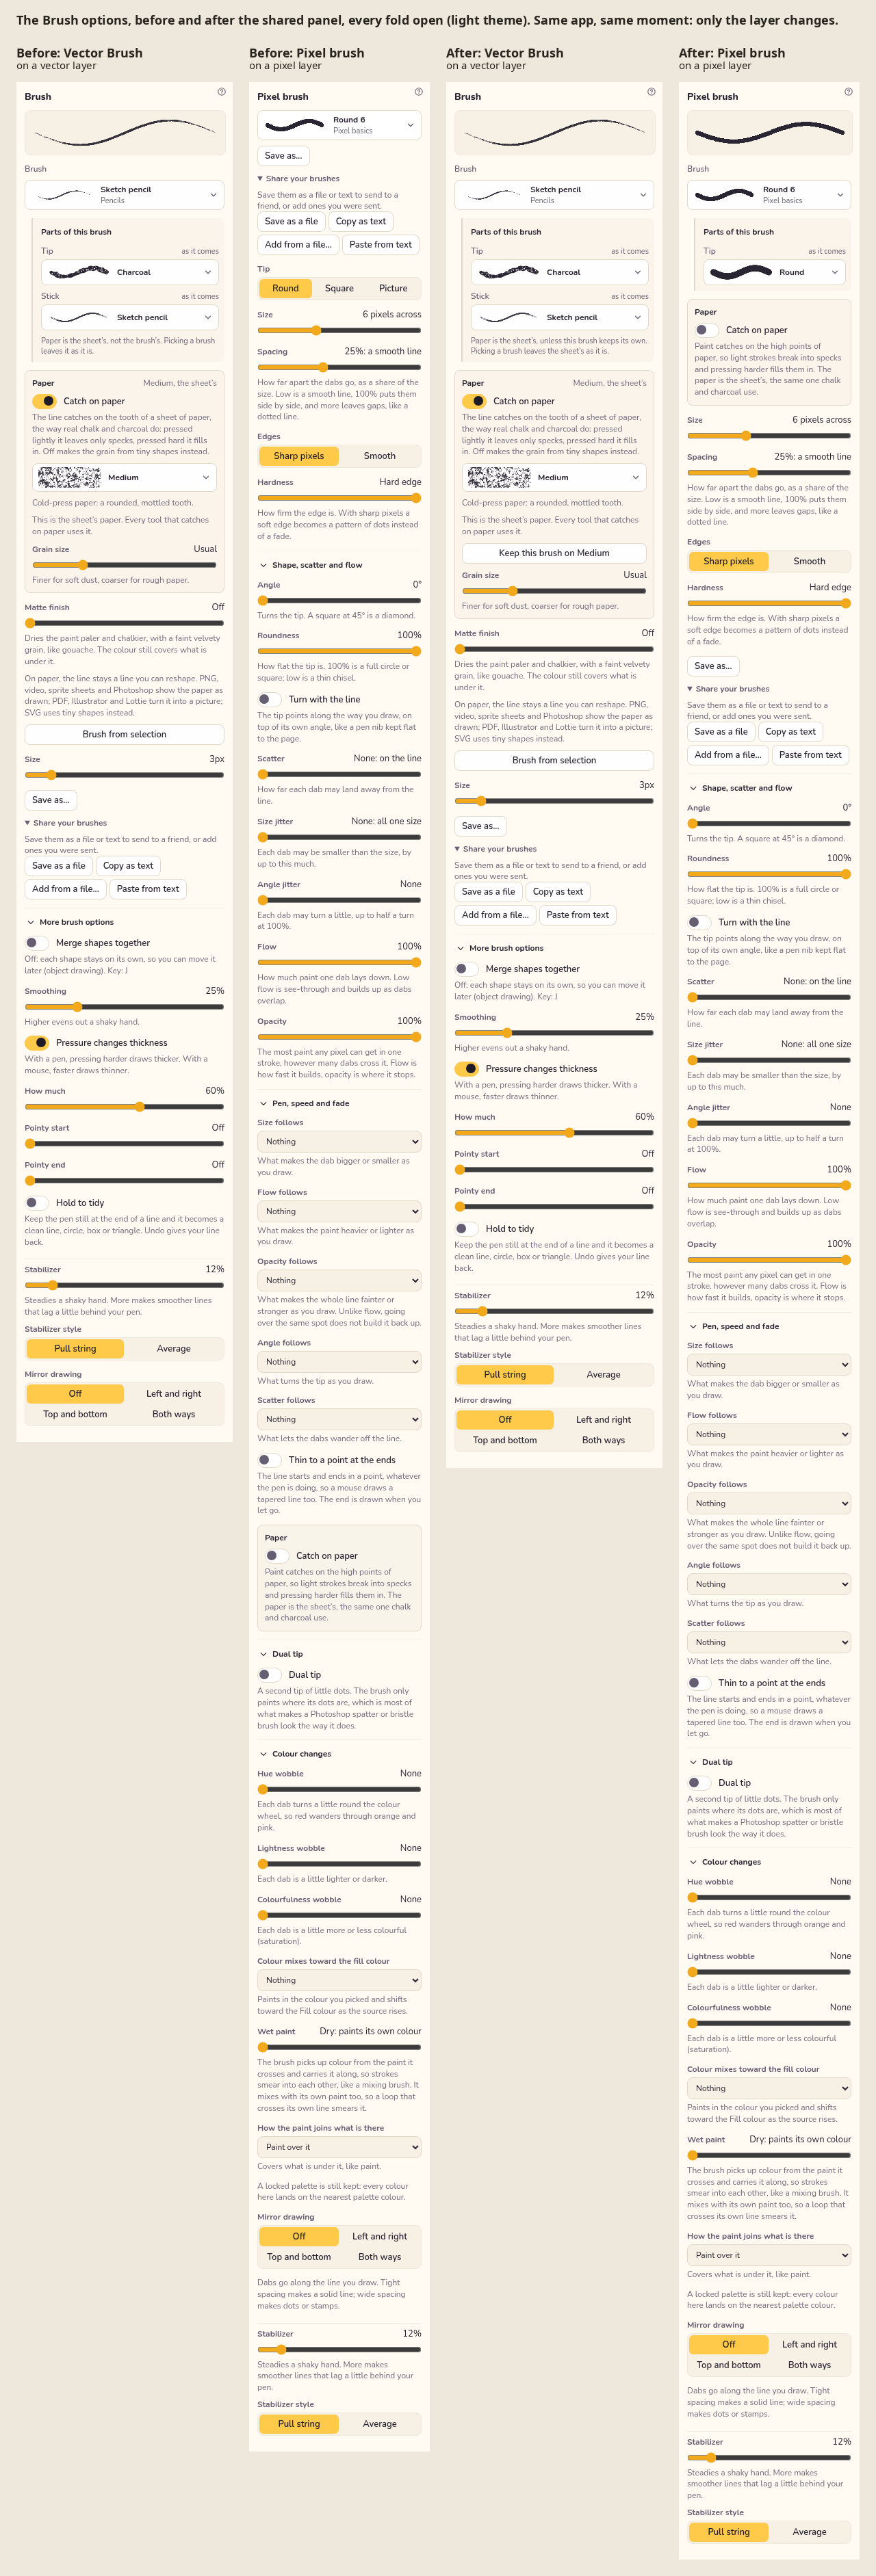 The Brush options, before and after the shared panel, every fold open (light theme). Same app, same moment: only the layer changes.
Before: Vector Brush
on a vector layer
Brush
Brush
Sketch pencil
Pencils
Parts of this brush
Tip as it comes
Charcoal
Stick as it comes
Sketch pencil
Paper is the sheet's, not the brush's. Picking a brush
leaves it as it is.
Paper Medium, the sheet's
Catch on paper
The line catches on the tooth of a sheet of paper,
the way real chalk and charcoal do: pressed
lightly it leaves only specks, pressed hard it fills
in. Off makes the grain from tiny shapes instead.
Medium
Cold-press paper: a rounded, mottled tooth.
This is the sheet's paper. Every tool that catches
on paper uses it.
Grain size Usual
Finer for soft dust, coarser for rough paper.
Matte finish Off
Dries the paint paler and chalkier, with a faint velvety
grain, like gouache. The colour still covers what is
under it.
On paper, the line stays a line you can reshape. PNG,
video, sprite sheets and Photoshop show the paper as
drawn; PDF, Illustrator and Lottie turn it into a picture;
SVG uses tiny shapes instead.
Brush from selection
Size 3px
Save as...
Share your brushes
Save them as a file or text to send to a friend, or add
ones you were sent.
Save as a file Copy as text
Add from a file... Paste from text
More brush options
Merge shapes together
Off: each shape stays on its own, so you can move it
later (object drawing). Key: J
Smoothing 25%
Higher evens out a shaky hand.
Pressure changes thickness
With a pen, pressing harder draws thicker. With a
mouse, faster draws thinner.
How much 60%
Pointy start Off
Pointy end Off
Hold to tidy
Keep the pen still at the end of a line and it becomes a
clean line, circle, box or triangle. Undo gives your line
back.
Stabilizer 12%
Steadies a shaky hand. More makes smoother lines
that lag a little behind your pen.
Stabilizer style
Pull string Average
Mirror drawing
Off Left and right
Top and bottom Both ways
Before: Pixel brush
on a pixel layer
Pixel brush
Round 6
Pixel basics
Save as...
Share your brushes
Save them as a file or text to send to a
friend, or add ones you were sent.
Save as a file Copy as text
Add from a file... Paste from text
Tip
Round Square Picture
Size 6 pixels across
Spacing 25%: a smooth line
How far apart the dabs go, as a share of the
size. Low is a smooth line, 100% puts them
side by side, and more leaves gaps, like a
dotted line.
Edges
Sharp pixels Smooth
Hardness Hard edge
How firm the edge is. With sharp pixels a
soft edge becomes a pattern of dots instead
of a fade.
Shape, scatter and flow
Angle 0°
Turns the tip. A square at 45° is a diamond.
Roundness 100%
How flat the tip is. 100% is a full circle or
square; low is a thin chisel.
Turn with the line
The tip points along the way you draw, on
top of its own angle, like a pen nib kept flat
to the page.
Scatter None: on the line
How far each dab may land away from the
line.
Size jitter None: all one size
Each dab may be smaller than the size, by
up to this much.
Angle jitter None
Each dab may turn a little, up to half a turn
at 100%.
Flow 100%
How much paint one dab lays down. Low
flow is see-through and builds up as dabs
overlap.
Opacity 100%
The most paint any pixel can get in one
stroke, however many dabs cross it. Flow is
how fast it builds, opacity is where it stops.
Pen, speed and fade
Size follows
Nothing
What makes the dab bigger or smaller as
you draw.
Flow follows
Nothing
What makes the paint heavier or lighter as
you draw.
Opacity follows
Nothing
What makes the whole line fainter or
stronger as you draw. Unlike flow, going
over the same spot does not build it back up.
Angle follows
Nothing
What turns the tip as you draw.
Scatter follows
Nothing
What lets the dabs wander off the line.
Thin to a point at the ends
The line starts and ends in a point, whatever
the pen is doing, so a mouse draws a
tapered line too. The end is drawn when you
let go.
Paper
Catch on paper
Paint catches on the high points of
paper, so light strokes break into specks
and pressing harder fills them in. The
paper is the sheet's, the same one chalk
and charcoal use.
Dual tip
Dual tip
A second tip of little dots. The brush only
paints where its dots are, which is most of
what makes a Photoshop spatter or bristle
brush look the way it does.
Colour changes
Hue wobble None
Each dab turns a little round the colour
wheel, so red wanders through orange and
pink.
Lightness wobble None
Each dab is a little lighter or darker.
Colourfulness wobble None
Each dab is a little more or less colourful
(saturation).
Colour mixes toward the fill colour
Nothing
Paints in the colour you picked and shifts
toward the Fill colour as the source rises.
Wet paint Dry: paints its own colour
The brush picks up colour from the paint it
crosses and carries it along, so strokes
smear into each other, like a mixing brush. It
mixes with its own paint too, so a loop that
crosses its own line smears it.
How the paint joins what is there
Paint over it
Covers what is under it, like paint.
A locked palette is still kept: every colour
here lands on the nearest palette colour.
Mirror drawing
Off Left and right
Top and bottom Both ways
Dabs go along the line you draw. Tight
spacing makes a solid line; wide spacing
makes dots or stamps.
Stabilizer 12%
Steadies a shaky hand. More makes
smoother lines that lag a little behind your
pen.
Stabilizer style
Pull string Average
After: Vector Brush
on a vector layer
Brush
Brush
Sketch pencil
Pencils
Parts of this brush
Tip as it comes
Charcoal
Stick as it comes
Sketch pencil
Paper is the sheet's, unless this brush keeps its own.
Picking a brush leaves the sheet's as it is.
Paper Medium, the sheet's
Catch on paper
The line catches on the tooth of a sheet of paper,
the way real chalk and charcoal do: pressed
lightly it leaves only specks, pressed hard it fills
in. Off makes the grain from tiny shapes instead.
Medium
Cold-press paper: a rounded, mottled tooth.
This is the sheet's paper. Every tool that catches
on paper uses it.
Keep this brush on Medium
Grain size Usual
Finer for soft dust, coarser for rough paper.
Matte finish Off
Dries the paint paler and chalkier, with a faint velvety
grain, like gouache. The colour still covers what is
under it.
On paper, the line stays a line you can reshape. PNG,
video, sprite sheets and Photoshop show the paper as
drawn; PDF, Illustrator and Lottie turn it into a picture;
SVG uses tiny shapes instead.
Brush from selection
Size 3px
Save as...
Share your brushes
Save them as a file or text to send to a friend, or add
ones you were sent.
Save as a file Copy as text
Add from a file... Paste from text
More brush options
Merge shapes together
Off: each shape stays on its own, so you can move it
later (object drawing). Key: J
Smoothing 25%
Higher evens out a shaky hand.
Pressure changes thickness
With a pen, pressing harder draws thicker. With a
mouse, faster draws thinner.
How much 60%
Pointy start Off
Pointy end Off
Hold to tidy
Keep the pen still at the end of a line and it becomes a
clean line, circle, box or triangle. Undo gives your line
back.
Stabilizer 12%
Steadies a shaky hand. More makes smoother lines
that lag a little behind your pen.
Stabilizer style
Pull string Average
Mirror drawing
Off Left and right
Top and bottom Both ways
After: Pixel brush
on a pixel layer
Pixel brush
Brush
Round 6
Pixel basics
Parts of this brush
Tip as it comes
Round
Paper
Catch on paper
Paint catches on the high points of
paper, so light strokes break into specks
and pressing harder fills them in. The
paper is the sheet's, the same one chalk
and charcoal use.
Size 6 pixels across
Spacing 25%: a smooth line
How far apart the dabs go, as a share of the
size. Low is a smooth line, 100% puts them
side by side, and more leaves gaps, like a
dotted line.
Edges
Sharp pixels Smooth
Hardness Hard edge
How firm the edge is. With sharp pixels a
soft edge becomes a pattern of dots instead
of a fade.
Save as...
Share your brushes
Save them as a file or text to send to a
friend, or add ones you were sent.
Save as a file Copy as text
Add from a file... Paste from text
Shape, scatter and flow
Angle 0°
Turns the tip. A square at 45° is a diamond.
Roundness 100%
How flat the tip is. 100% is a full circle or
square; low is a thin chisel.
Turn with the line
The tip points along the way you draw, on
top of its own angle, like a pen nib kept flat
to the page.
Scatter None: on the line
How far each dab may land away from the
line.
Size jitter None: all one size
Each dab may be smaller than the size, by
up to this much.
Angle jitter None
Each dab may turn a little, up to half a turn
at 100%.
Flow 100%
How much paint one dab lays down. Low
flow is see-through and builds up as dabs
overlap.
Opacity 100%
The most paint any pixel can get in one
stroke, however many dabs cross it. Flow is
how fast it builds, opacity is where it stops.
Pen, speed and fade
Size follows
Nothing
What makes the dab bigger or smaller as
you draw.
Flow follows
Nothing
What makes the paint heavier or lighter as
you draw.
Opacity follows
Nothing
What makes the whole line fainter or
stronger as you draw. Unlike flow, going
over the same spot does not build it back up.
Angle follows
Nothing
What turns the tip as you draw.
Scatter follows
Nothing
What lets the dabs wander off the line.
Thin to a point at the ends
The line starts and ends in a point, whatever
the pen is doing, so a mouse draws a
tapered line too. The end is drawn when you
let go.
Dual tip
Dual tip
A second tip of little dots. The brush only
paints where its dots are, which is most of
what makes a Photoshop spatter or bristle
brush look the way it does.
Colour changes
Hue wobble None
Each dab turns a little round the colour
wheel, so red wanders through orange and
pink.
Lightness wobble None
Each dab is a little lighter or darker.
Colourfulness wobble None
Each dab is a little more or less colourful
(saturation).
Colour mixes toward the fill colour
Nothing
Paints in the colour you picked and shifts
toward the Fill colour as the source rises.
Wet paint Dry: paints its own colour
The brush picks up colour from the paint it
crosses and carries it along, so strokes
smear into each other, like a mixing brush. It
mixes with its own paint too, so a loop that
crosses its own line smears it.
How the paint joins what is there
Paint over it
Covers what is under it, like paint.
A locked palette is still kept: every colour
here lands on the nearest palette colour.
Mirror drawing
Off Left and right
Top and bottom Both ways
Dabs go along the line you draw. Tight
spacing makes a solid line; wide spacing
makes dots or stamps.
Stabilizer 12%
Steadies a shaky hand. More makes
smoother lines that lag a little behind your
pen.
Stabilizer style
Pull string Average